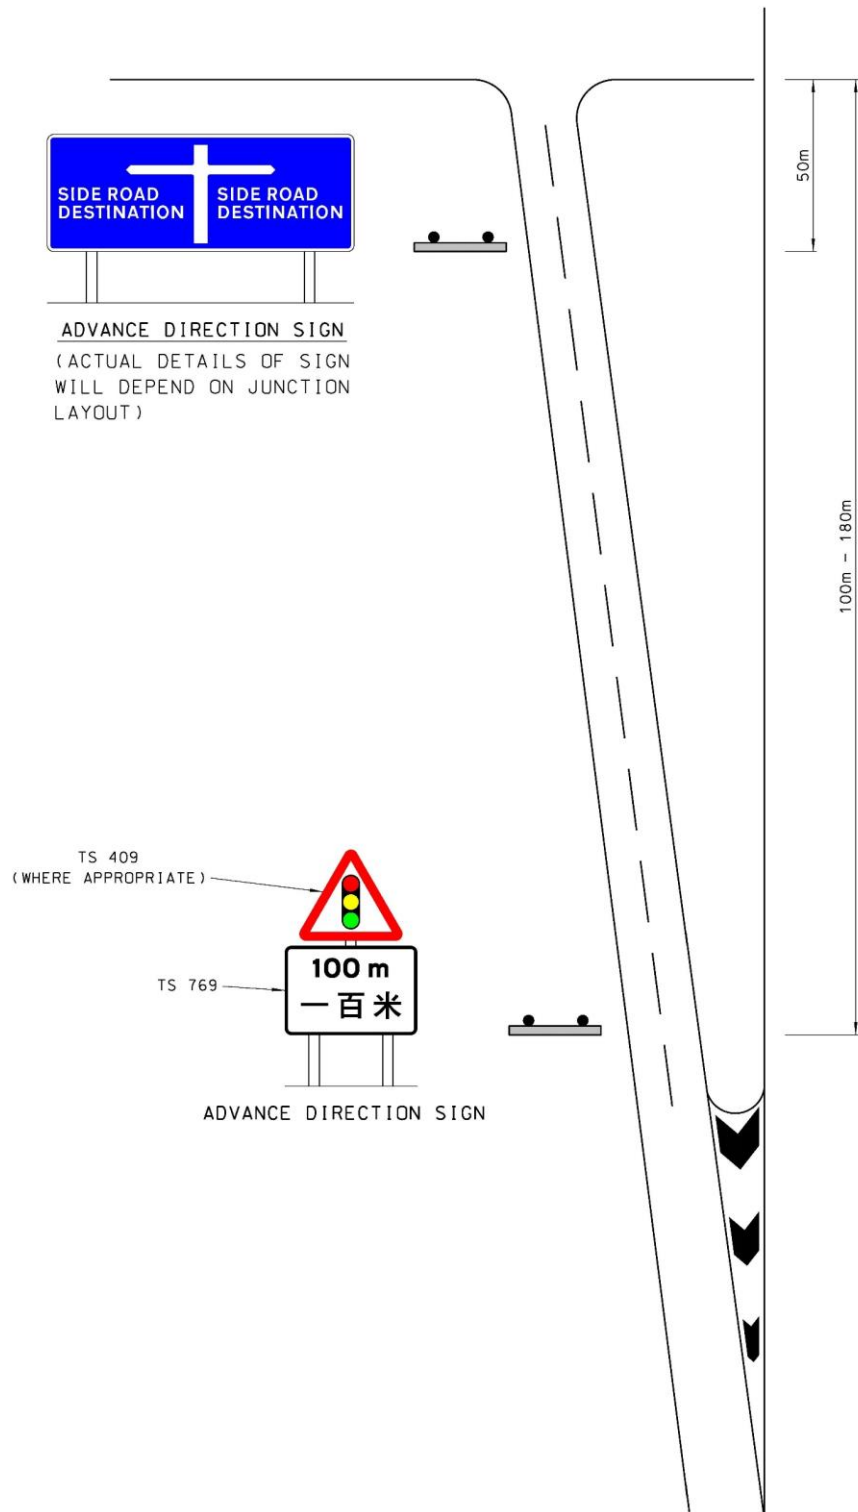 SIDE ROAD
DESTINATION
SIDE ROAD
DESTINATION
50m
ADVANCE DIRECTION SIGN
(ACTUAL DETAILS OF SIGN
WILL DEPEND ON JUNCTION
LAYOUT)
100m - 180m
TS 409
(WHERE APPROPRIATE)
TS 769
100 m
一百米
ADVANCE DIRECTION SIGN